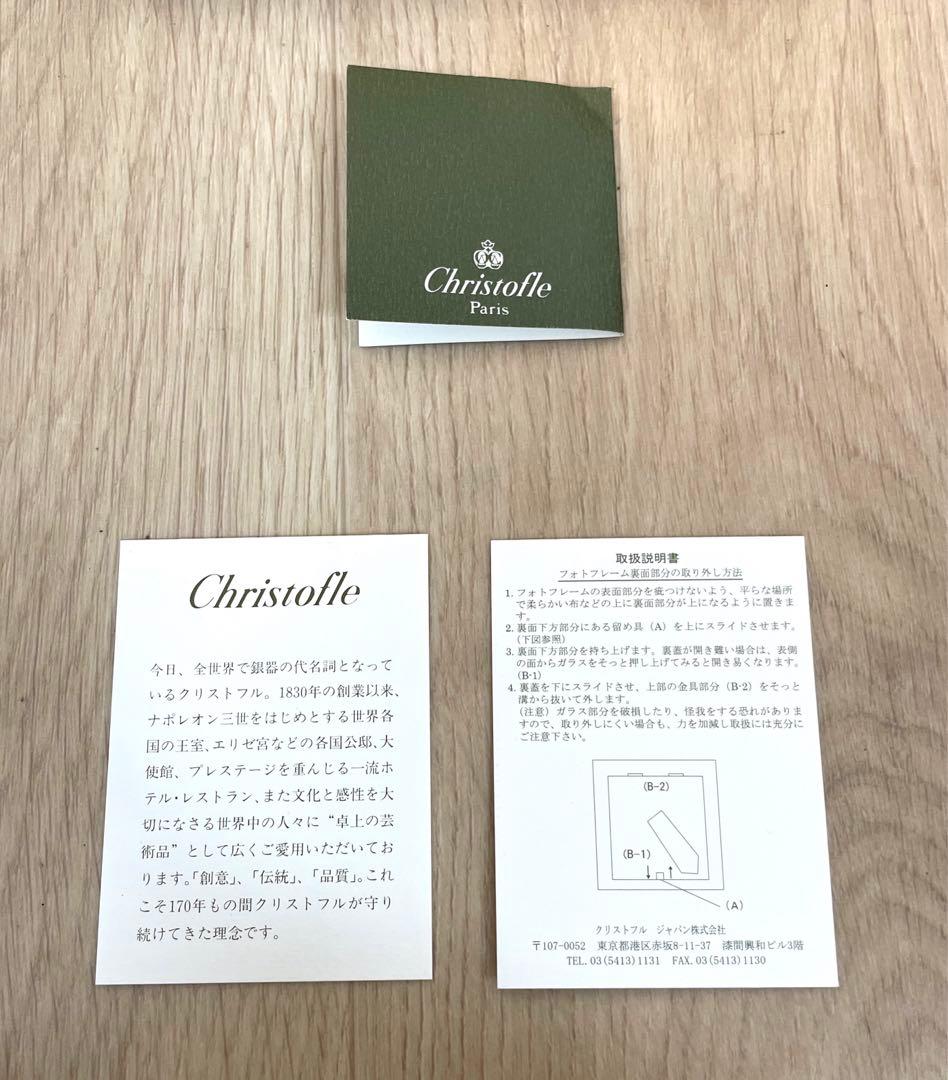 Christofle
Paris
Christofle
今日、全世界で銀器の代名詞となって
いるクリストフル。1830年の創業以来、
ナポレオン三世をはじめとする世界各
国の王室、エリゼ宮などの各国公邸、大
使館、プレステージを重んじる一流ホ
テル・レストラン、また文化と感性を大
切になさる世界中の人々に“卓上の芸
術品”として広くご愛用いただいてお
ります。「創意」、「伝統」、「品質」。これ
こそ170年もの間クリストフルが守り
続けてきた理念です。
取扱説明書
フォトフレーム裏面部分の取り外し方法
1. フォトフレームの表面部分を疵つけないよう、平らな場所
で柔らかい布などの上に裏面部分が上になるように置きま
す。
2. 裏面下方部分にある留め具（A）を上にスライドさせます。
(下図参照)
3. 裏面下方部分を持ち上げます。裏蓋が開き難い場合は、表側
の面からガラスをそっと押し上げてみると開き易くなります。
(B-1)
4. 裏蓋を下にスライドさせ、上部の金具部分（B-2）をそっと
溝から抜いて外します。
(注意）ガラス部分を破損したり、怪我をする恐れがありま
すので、取り外しにくい場合も、力を加減し取扱には充分に
ご注意下さい。
(B-2)
(B-1)
(A)
クリストフル ジャパン株式会社
〒107-0052 東京都港区赤坂8-11-37 漆間興和ビル3階
TEL. 03(5413)1131 FAX. 03(5413)1130